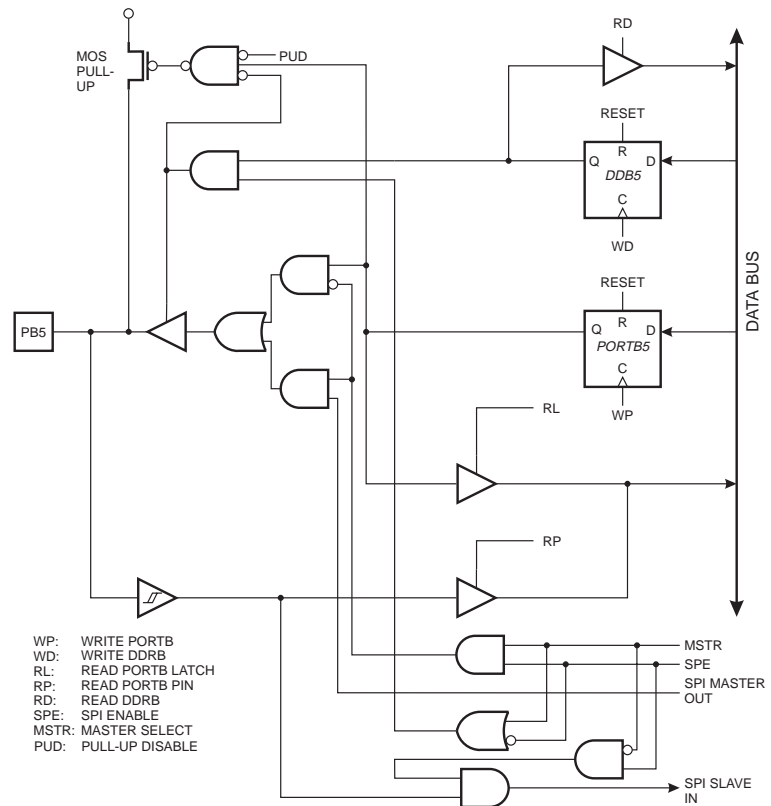 RD
MOS
PULL-
UP
PUD
RESET
R
Q
D
DDB5
C
WD
DATA BUS
RESET
R
Q
D
PORTB5
C
WP
PB5
RL
RP
WP: WRITE PORTB
WD: WRITE DDRB
RL: READ PORTB LATCH
RP: READ PORTB PIN
RD: READ DDRB
SPE: SPI ENABLE
MSTR: MASTER SELECT
PUD: PULL-UP DISABLE
MSTR
SPE
SPI MASTER
OUT
SPI SLAVE
IN